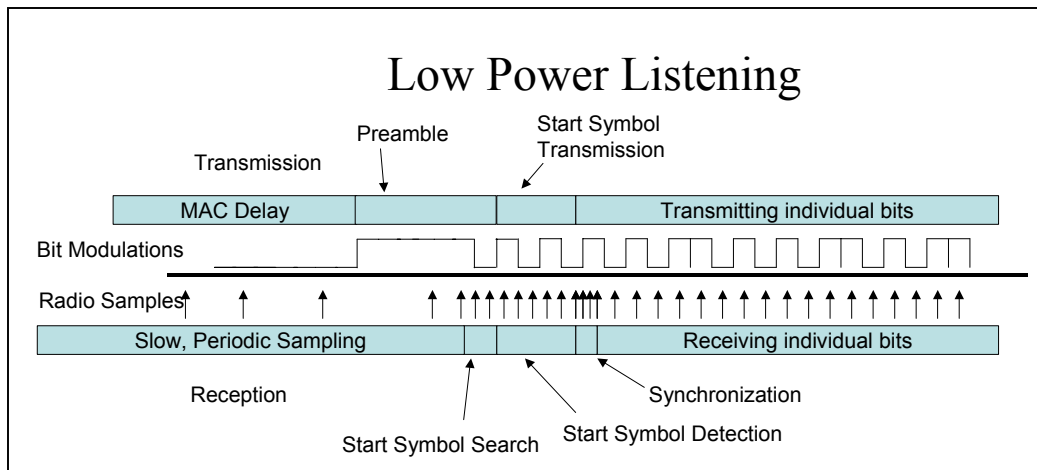 Low Power Listening
Preamble
Start Symbol
Transmission
Transmission
MAC Delay
Transmitting individual bits
Bit Modulations
Radio Samples
Slow, Periodic Sampling
Receiving individual bits
Reception
Synchronization
Start Symbol Search
Start Symbol Detection